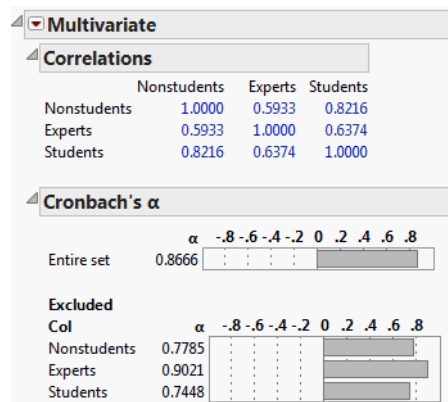 Multivariate
Correlations
Nonstudents Experts Students
Nonstudents 1.0000 0.5933 0.8216
Experts 0.5933 1.0000 0.6374
Students 0.8216 0.6374 1.0000
Cronbach's α
α -.8 -.6 -.4 -.2 0 .2 .4 .6 .8
Entire set 0.8666
Excluded
Col α -.8 -.6 -.4 -.2 0 .2 .4 .6 .8
Nonstudents 0.7785
Experts 0.9021
Students 0.7448